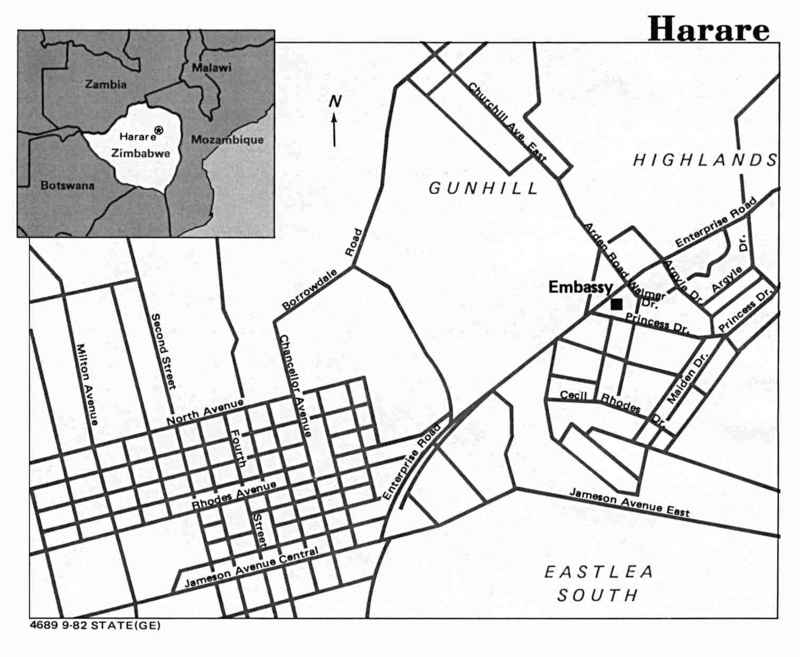 Harare
Zambia
Malawi
Harare
Zimbabwe
Mozambique
Botswana
N
Churchill Ave. East
HIGHLANDS
GUNHILL
Enterprise Road
Arden Road
Walmer
Dr.
Argyle Dr.
Argyle
Dr.
Borrowdale Road
Embassy
Princess Dr.
Princess Dr.
Second Street
Milton Avenue
Chancellor Avenue
Maiden Dr.
Cecil Rhodes Dr.
North Avenue
Fourth
Street
Enterprise Road
Rhodes Avenue
Jameson Avenue East
Jameson Avenue Central
EASTLEA
SOUTH
4689 9-82 STATE(GE)